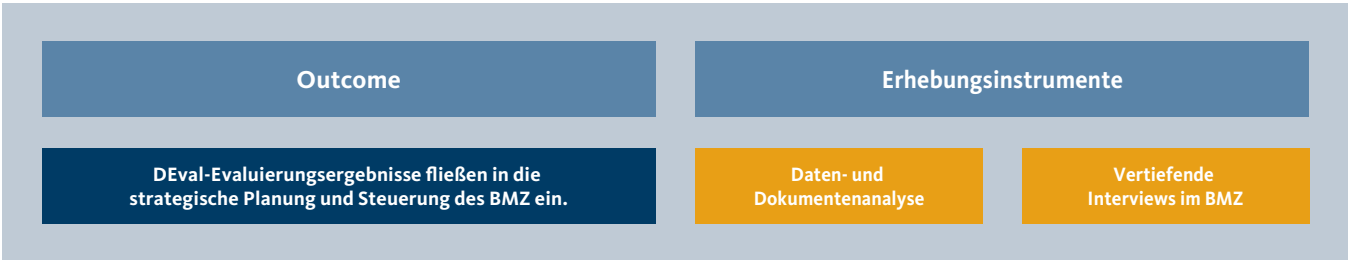 Outcome
Erhebungsinstrumente
DEval-Evaluierungsergebnisse fließen in die
strategische Planung und Steuerung des BMZ ein.
Daten- und
Dokumentenanalyse
Vertiefende
Interviews im BMZ